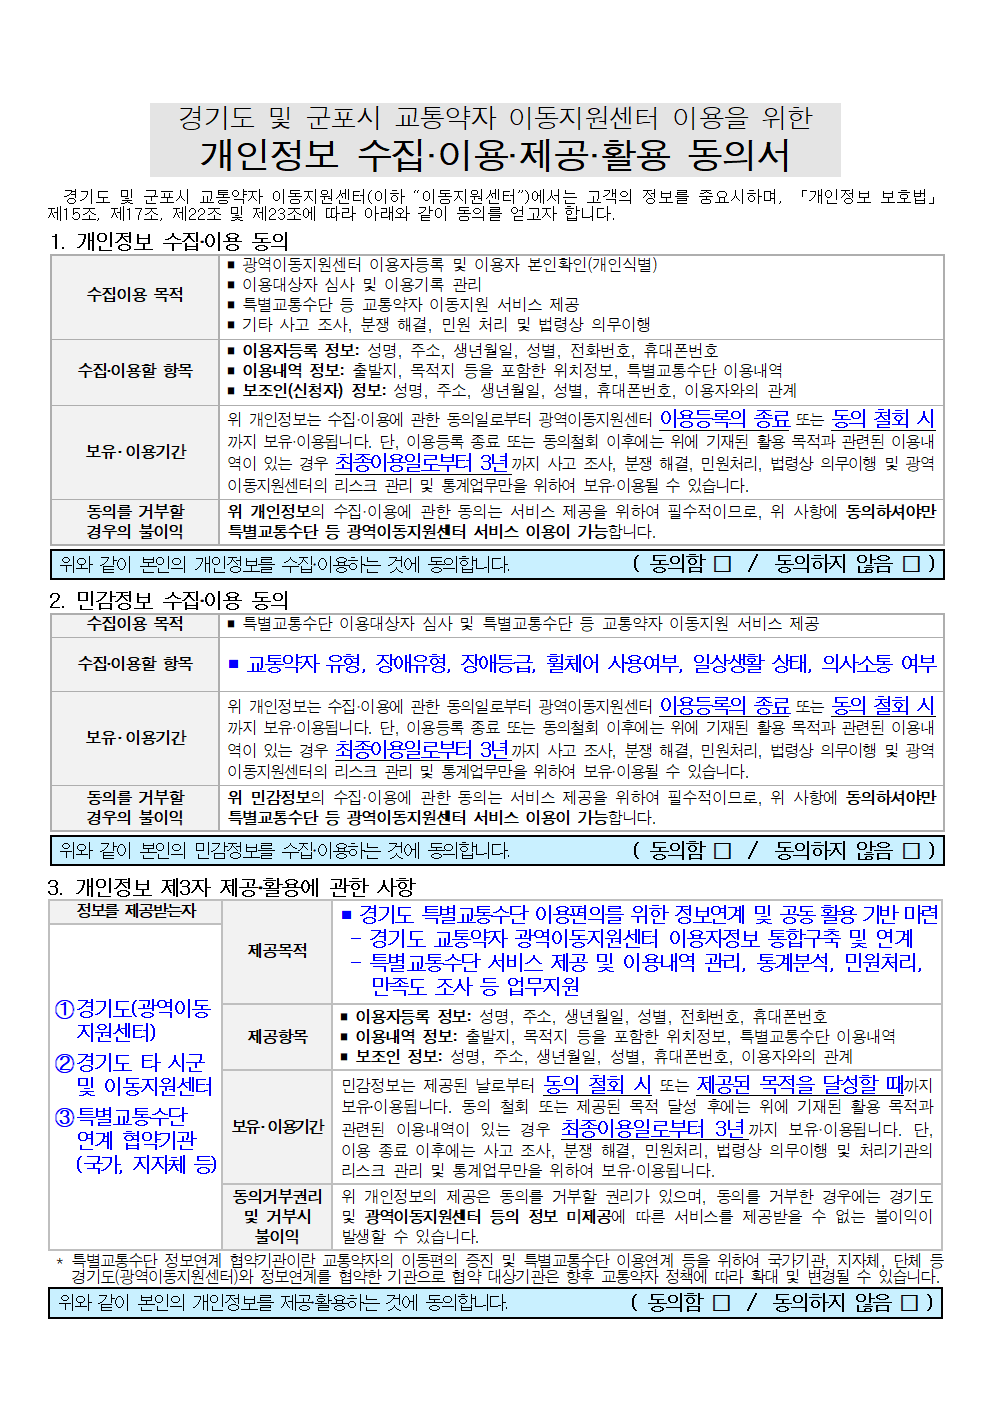 경기도 및 군포시 교통약자 이동지원센터 이용을 위한
개인정보 수집·이용·제공·활용 동의서
경기도 및 군포시 교통약자 이동지원센터(이하 “이동지원센터”)에서는 고객의 정보를 중요시하며, 「개인정보 보호법」
제15조, 제17조, 제22조 및 제23조에 따라 아래와 같이 동의를 얻고자 합니다.
1. 개인정보 수집·이용 동의
수집이용 목적
■ 광역이동지원센터 이용자등록 및 이용자 본인확인(개인식별)
■ 이용대상자 심사 및 이용기록 관리
■ 특별교통수단 등 교통약자 이동지원 서비스 제공
■ 기타 사고 조사, 분쟁 해결, 민원 처리 및 법령상 의무이행
수집·이용할 항목
■ 이용자등록 정보: 성명, 주소, 생년월일, 성별, 전화번호, 휴대폰번호
■ 이용내역 정보: 출발지, 목적지 등을 포함한 위치정보, 특별교통수단 이용내역
■ 보조인(신청자) 정보: 성명, 주소, 생년월일, 성별, 휴대폰번호, 이용자와의 관계
보유·이용기간
위 개인정보는 수집·이용에 관한 동의일로부터 광역이동지원센터 이용등록의 종료 또는 동의 철회 시
까지 보유·이용됩니다. 단, 이용등록 종료 또는 동의철회 이후에는 위에 기재된 활용 목적과 관련된 이용내
역이 있는 경우 최종이용일로부터 3년까지 사고 조사, 분쟁 해결, 민원처리, 법령상 의무이행 및 광역
이동지원센터의 리스크 관리 및 통계업무만을 위하여 보유·이용될 수 있습니다.
동의를 거부할
경우의 불이익
위 개인정보의 수집·이용에 관한 동의는 서비스 제공을 위하여 필수적이므로, 위 사항에 동의하셔야만
특별교통수단 등 광역이동지원센터 서비스 이용이 가능합니다.
위와 같이 본인의 개인정보를 수집·이용하는 것에 동의합니다. ( 동의함 □ / 동의하지 않음 □ )
2. 민감정보 수집·이용 동의
수집이용 목적
■ 특별교통수단 이용대상자 심사 및 특별교통수단 등 교통약자 이동지원 서비스 제공
수집·이용할 항목
■ 교통약자 유형, 장애유형, 장애등급, 휠체어 사용여부, 일상생활 상태, 의사소통 여부
보유·이용기간
위 개인정보는 수집·이용에 관한 동의일로부터 광역이동지원센터 이용등록의 종료 또는 동의 철회 시
까지 보유·이용됩니다. 단, 이용등록 종료 또는 동의철회 이후에는 위에 기재된 활용 목적과 관련된 이용내
역이 있는 경우 최종이용일로부터 3년까지 사고 조사, 분쟁 해결, 민원처리, 법령상 의무이행 및 광역
이동지원센터의 리스크 관리 및 통계업무만을 위하여 보유·이용될 수 있습니다.
동의를 거부할
경우의 불이익
위 민감정보의 수집·이용에 관한 동의는 서비스 제공을 위하여 필수적이므로, 위 사항에 동의하셔야만
특별교통수단 등 광역이동지원센터 서비스 이용이 가능합니다.
위와 같이 본인의 민감정보를 수집·이용하는 것에 동의합니다. ( 동의함 □ / 동의하지 않음 □ )
3. 개인정보 제3자 제공·활용에 관한 사항
정보를 제공받는자
①경기도(광역이동
지원센터)
②경기도 타 시군
및 이동지원센터
③특별교통수단
연계 협약기관
(국가, 지자체 등)
제공목적
■ 경기도 특별교통수단 이용편의를 위한 정보연계 및 공동 활용 기반 마련
- 경기도 교통약자 광역이동지원센터 이용자정보 통합구축 및 연계
- 특별교통수단 서비스 제공 및 이용내역 관리, 통계분석, 민원처리,
만족도 조사 등 업무지원
제공항목
■ 이용자등록 정보: 성명, 주소, 생년월일, 성별, 전화번호, 휴대폰번호
■ 이용내역 정보: 출발지, 목적지 등을 포함한 위치정보, 특별교통수단 이용내역
■ 보조인 정보: 성명, 주소, 생년월일, 성별, 휴대폰번호, 이용자와의 관계
보유·이용기간
민감정보는 제공된 날로부터 동의 철회 시 또는 제공된 목적을 달성할 때까지
보유·이용됩니다. 동의 철회 또는 제공된 목적 달성 후에는 위에 기재된 활용 목적과
관련된 이용내역이 있는 경우 최종이용일로부터 3년까지 보유·이용됩니다. 단,
이용 종료 이후에는 사고 조사, 분쟁 해결, 민원처리, 법령상 의무이행 및 처리기관의
리스크 관리 및 통계업무만을 위하여 보유·이용됩니다.
동의거부권리
및 거부시
불이익
위 개인정보의 제공은 동의를 거부할 권리가 있으며, 동의를 거부한 경우에는 경기도
및 광역이동지원센터 등의 정보 미제공에 따른 서비스를 제공받을 수 없는 불이익이
발생할 수 있습니다.
* 특별교통수단 정보연계 협약기관이란 교통약자의 이동편의 증진 및 특별교통수단 이용연계 등을 위하여 국가기관, 지자체, 단체 등
경기도(광역이동지원센터)와 정보연계를 협약한 기관으로 협약 대상기관은 향후 교통약자 정책에 따라 확대 및 변경될 수 있습니다.
위와 같이 본인의 개인정보를 제공·활용하는 것에 동의합니다. ( 동의함 □ / 동의하지 않음 □ )